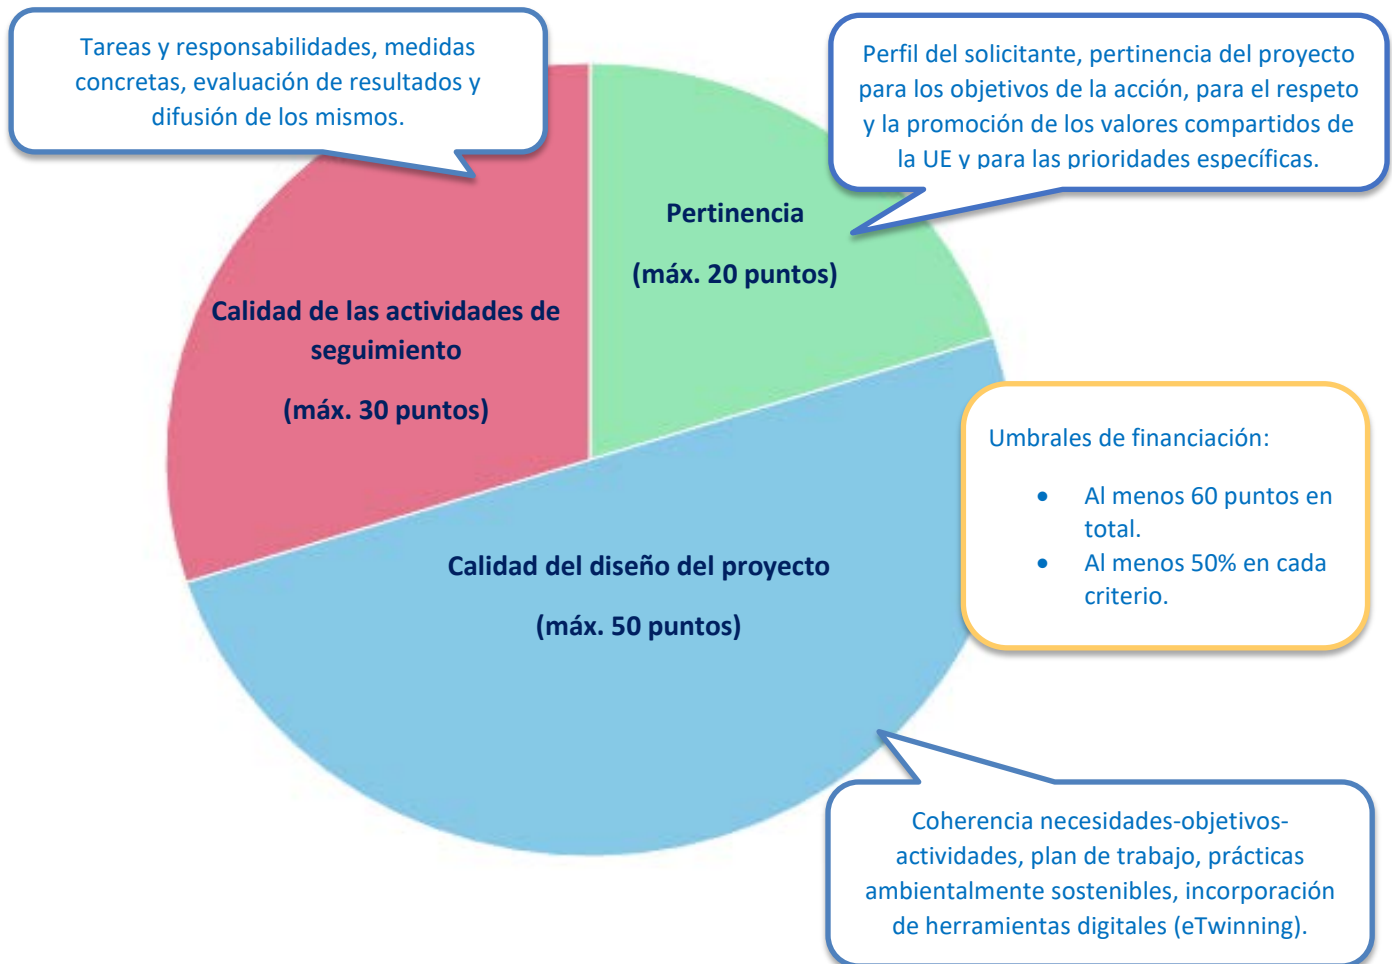 Tareas y responsabilidades, medidas
concretas, evaluación de resultados y
difusión de los mismos.
Perfil del solicitante, pertinencia del proyecto
para los objetivos de la acción, para el respeto
y la promoción de los valores compartidos de
la UE y para las prioridades específicas.
Pertinencia
(máx. 20 puntos)
Calidad de las actividades de
seguimiento
(máx. 30 puntos)
Umbrales de financiación:
• Al menos 60 puntos en
total.
• Al menos 50% en cada
criterio.
Calidad del diseño del proyecto
(máx. 50 puntos)
Coherencia necesidades-objetivos-
actividades, plan de trabajo, prácticas
ambientalmente sostenibles, incorporación
de herramientas digitales (eTwinning).